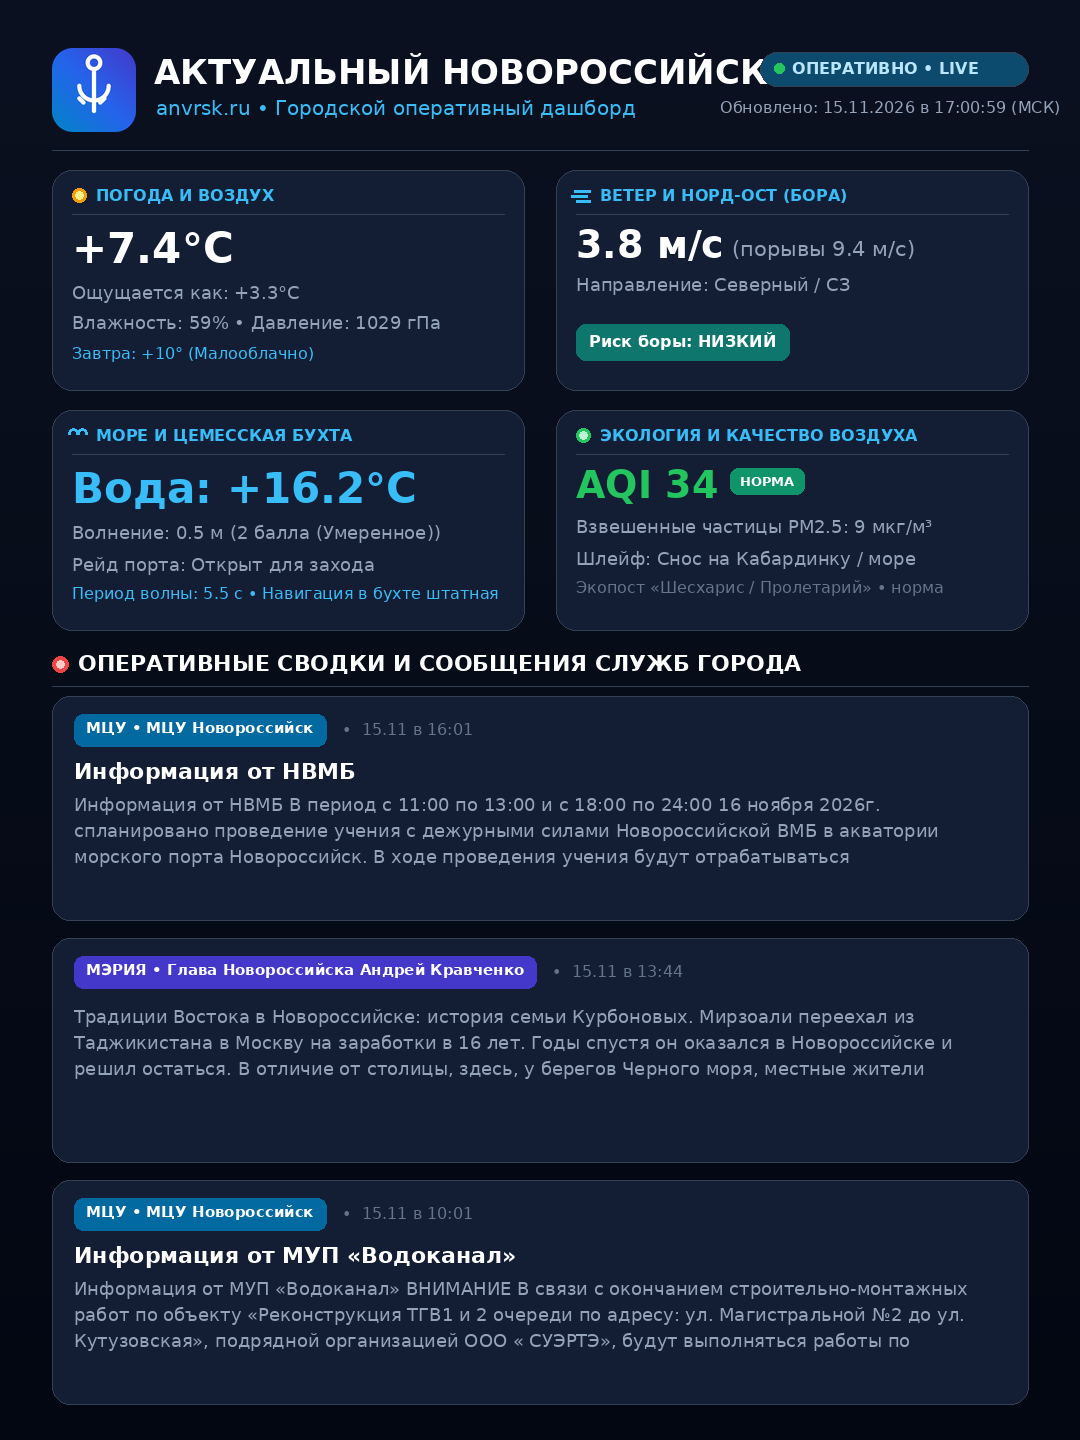 АКТУАЛЬНЫЙ НОВОРОССИЙСК
ОПЕРАТИВНО • LIVE
anvrsk.ru • Городской оперативный дашборд
Обновлено: 15.11.2026 в 17:00:59 (МСК)
ПОГОДА И ВОЗДУХ
+7.4°C
Ощущается как: +3.3°C
Влажность: 59% • Давление: 1029 гПа
Завтра: +10° (Малооблачно)
ВЕТЕР И НОРД-ОСТ (БОРА)
3.8 м/с (порывы 9.4 м/с)
Направление: Северный / СЗ
Риск боры: НИЗКИЙ
МОРЕ И ЦЕМЕССКАЯ БУХТА
Вода: +16.2°C
Волнение: 0.5 м (2 балла (Умеренное))
Рейд порта: Открыт для захода
Период волны: 5.5 с • Навигация в бухте штатная
ЭКОЛОГИЯ И КАЧЕСТВО ВОЗДУХА
AQI 34 НОРМА
Взвешенные частицы PM2.5: 9 мкг/м³
Шлейф: Снос на Кабардинку / море
Экопост «Шесхарис / Пролетарий» • норма
ОПЕРАТИВНЫЕ СВОДКИ И СООБЩЕНИЯ СЛУЖБ ГОРОДА
МЦУ • МЦУ Новороссийск • 15.11 в 16:01
Информация от НВМБ
Информация от НВМБ В период с 11:00 по 13:00 и с 18:00 по 24:00 16 ноября 2026г.
спланировано проведение учения с дежурными силами Новороссийской ВМБ в акватории
морского порта Новороссийск. В ходе проведения учения будут отрабатываться
МЭРИЯ • Глава Новороссийска Андрей Кравченко • 15.11 в 13:44
Традиции Востока в Новороссийске: история семьи Курбоновых. Мирзоали переехал из
Таджикистана в Москву на заработки в 16 лет. Годы спустя он оказался в Новороссийске и
решил остаться. В отличие от столицы, здесь, у берегов Черного моря, местные жители
МЦУ • МЦУ Новороссийск • 15.11 в 10:01
Информация от МУП «Водоканал»
Информация от МУП «Водоканал» ВНИМАНИЕ В связи с окончанием строительно-монтажных
работ по объекту «Реконструкция ТГВ1 и 2 очереди по адресу: ул. Магистральной №2 до ул.
Кутузовская», подрядной организацией ООО « СУЭРТЭ», будут выполняться работы по